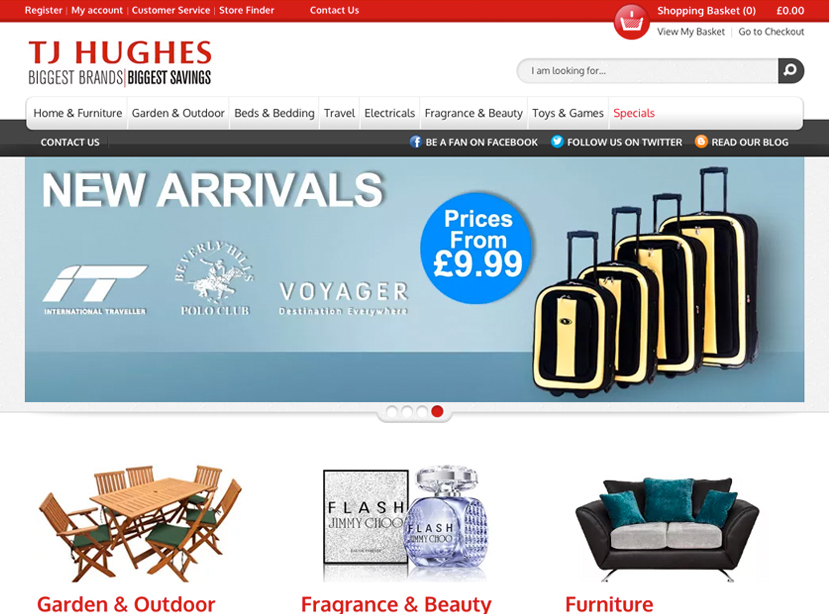 Register | My account | Customer Service | Store Finder Contact Us Shopping Basket (0) £0.00
View My Basket | Go to Checkout
TJ HUGHES
BIGGEST BRANDS|BIGGEST SAVINGS
I am looking for...
Home & Furniture Garden & Outdoor Beds & Bedding Travel Electricals Fragrance & Beauty Toys & Games Specials
CONTACT US BE A FAN ON FACEBOOK FOLLOW US ON TWITTER READ OUR BLOG
NEW ARRIVALS
Prices
From
£9.99
iT
INTERNATIONAL TRAVELLER
BEVERLY HILLS
POLO CLUB
VOYAGER
Destination Everywhere
FLASH
JIMMY CHOO
FLASH
JIMMY CHOO
Garden & Outdoor Fragrance & Beauty Furniture